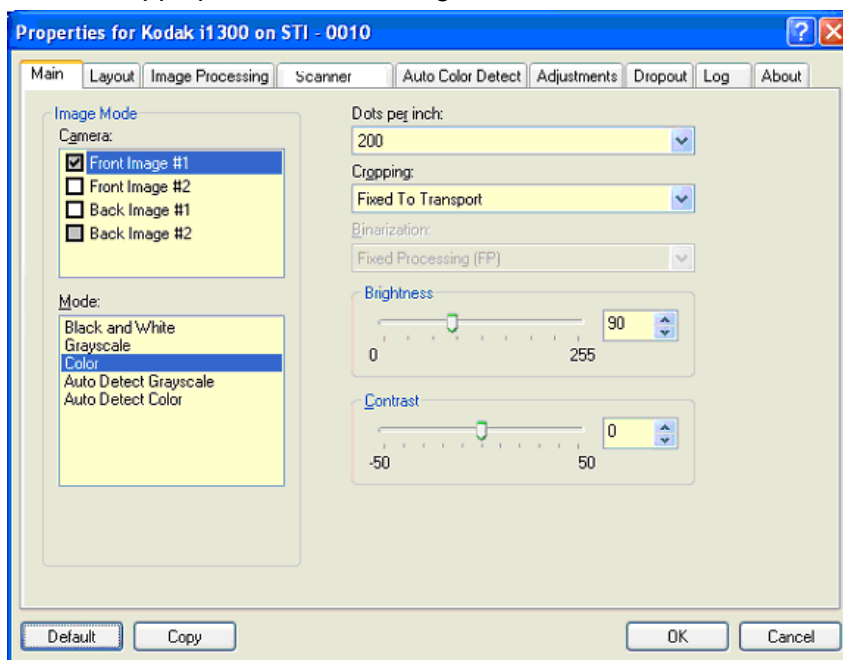 Properties for Kodak i1300 on STI - 0010
Main Layout Image Processing Scanner Auto Color Detect Adjustments Dropout Log About
Image Mode
Camera:
Front Image #1
Front Image #2
Back Image #1
Back Image #2
Mode:
Black and White
Grayscale
Color
Auto Detect Grayscale
Auto Detect Color
Dots per inch:
200
Cropping:
Fixed To Transport
Binarization:
Fixed Processing (FP)
Brightness
90
0 255
Contrast
0
-50 50
Default Copy OK Cancel